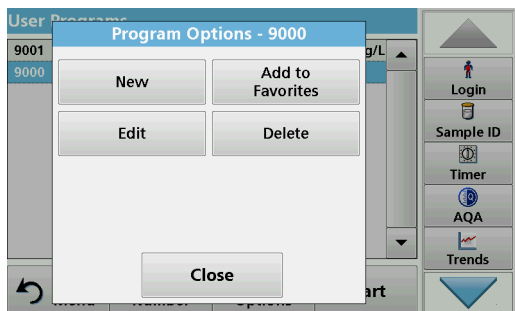 User Programs
Program Options - 9000
9001
g/L
9000
New
Add to
Favorites
Edit
Delete
Close
Login
Sample ID
Timer
AQA
Trends